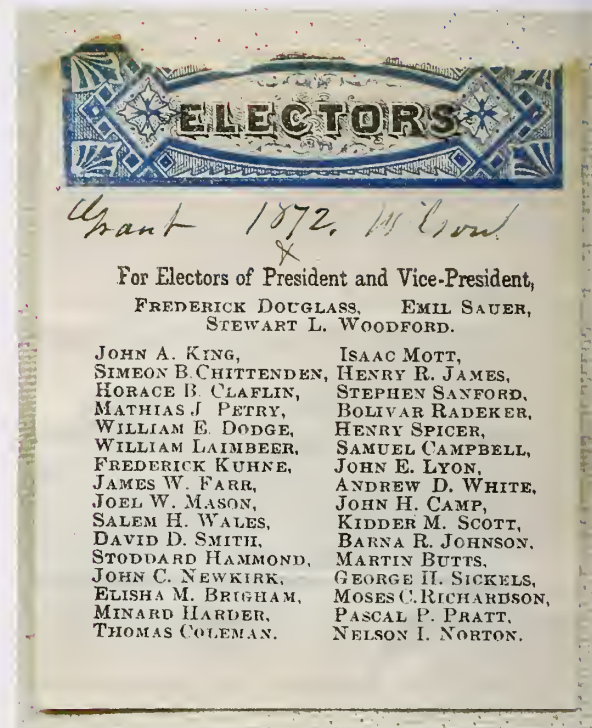 ELECTORS
Grant 1872. Wilson
x
For Electors of President and Vice-President,
FREDERICK DOUGLASS, EMIL SAUER,
STEWART L. WOODFORD.
JOHN A. KING,
SIMEON B. CHITTENDEN,
HORACE B. CLAFLIN,
MATHIAS J. PETRY,
WILLIAM E. DODGE,
WILLIAM LAIMBEER,
FREDERICK KUHNE,
JAMES W. FARR,
JOEL W. MASON,
SALEM H. WALES,
DAVID D. SMITH,
STODDARD HAMMOND,
JOHN C. NEWKIRK,
ELISHA M. BRIGHAM,
MINARD HARDER,
THOMAS COLEMAN.
ISAAC MOTT,
HENRY R. JAMES,
STEPHEN SANFORD,
BOLIVAR RADEKER,
HENRY SPICER,
SAMUEL CAMPBELL,
JOHN E. LYON,
ANDREW D. WHITE,
JOHN H. CAMP,
KIDDER M. SCOTT,
BARNA R. JOHNSON,
MARTIN BUTTS,
GEORGE H. SICKELS,
MOSES C. RICHARDSON,
PASCAL P. PRATT,
NELSON I. NORTON.